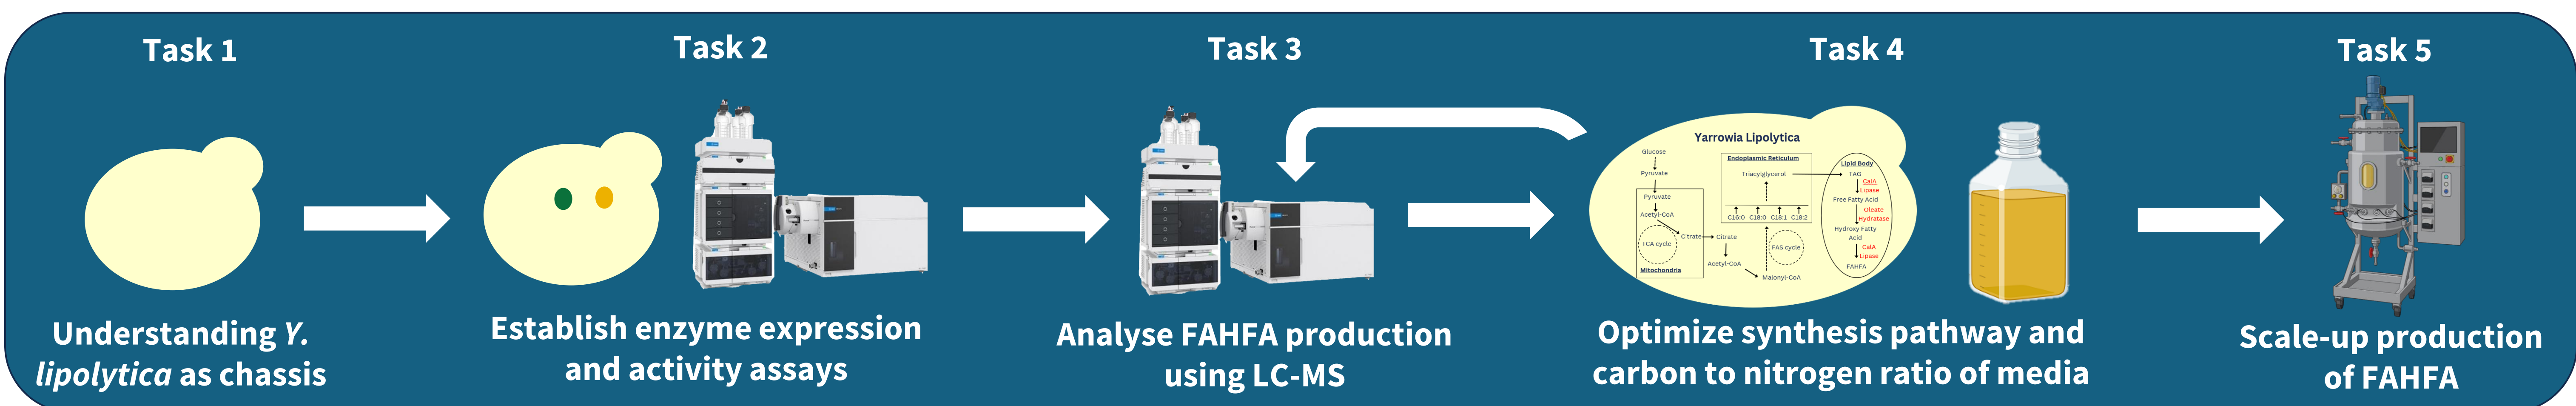 Task 1
Understanding Y.
lipolytica as chassis
Task 2
Establish enzyme expression
and activity assays
Task 3
Analyse FAHFA production
using LC-MS
Task 4
Yarrowia Lipolytica
Glucose
Pyruvate
Pyruvate
Acetyl-CoA
TCA cycle
Citrate
Mitochondria
Citrate
Acetyl-CoA
Malonyl-CoA
FAS cycle
Endoplasmic Reticulum
Triacylglycerol
C16:0 C18:0 C18:1 C18:2
Lipid Body
TAG
CalA
Lipase
Free Fatty Acid
Oleate
Hydratase
Hydroxy Fatty
Acid
CalA
Lipase
FAHFA
Optimize synthesis pathway and
carbon to nitrogen ratio of media
Task 5
Scale-up production
of FAHFA